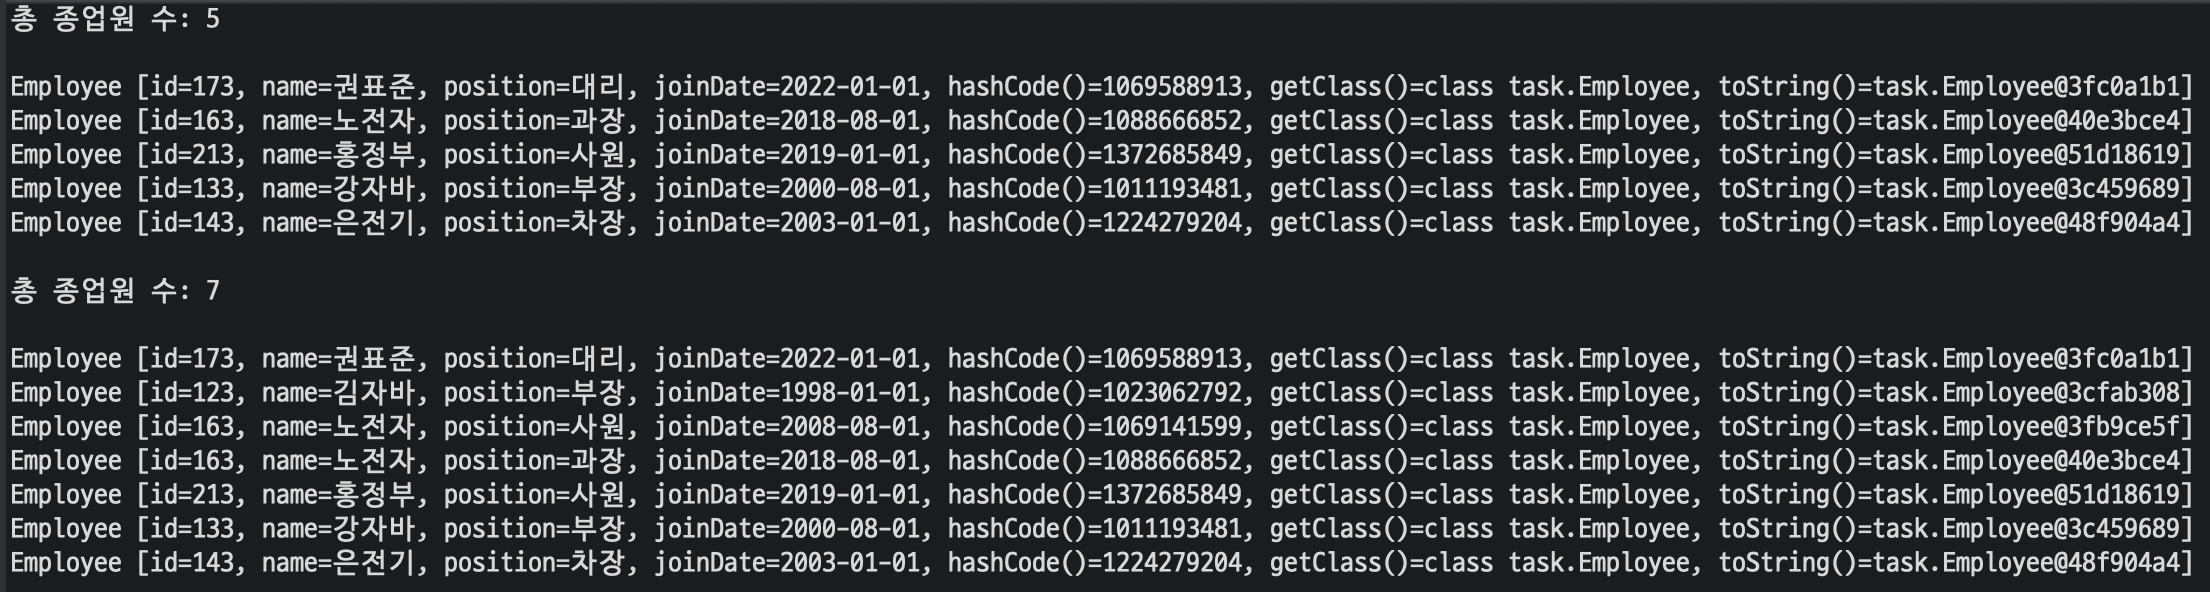 총 종업원 수: 5
Employee [id=173, name=권표준, position=대리, joinDate=2022-01-01, hashCode()=1069588913, getClass()=class task.Employee, toString()=task.Employee@3fc0a1b1]
Employee [id=163, name=노전자, position=과장, joinDate=2018-08-01, hashCode()=1088666852, getClass()=class task.Employee, toString()=task.Employee@40e3bce4]
Employee [id=213, name=홍정부, position=사원, joinDate=2019-01-01, hashCode()=1372685849, getClass()=class task.Employee, toString()=task.Employee@51d18619]
Employee [id=133, name=강자바, position=부장, joinDate=2000-08-01, hashCode()=1011193481, getClass()=class task.Employee, toString()=task.Employee@3c459689]
Employee [id=143, name=은전기, position=차장, joinDate=2003-01-01, hashCode()=1224279204, getClass()=class task.Employee, toString()=task.Employee@48f904a4]
총 종업원 수: 7
Employee [id=173, name=권표준, position=대리, joinDate=2022-01-01, hashCode()=1069588913, getClass()=class task.Employee, toString()=task.Employee@3fc0a1b1]
Employee [id=123, name=김자바, position=부장, joinDate=1998-01-01, hashCode()=1023062792, getClass()=class task.Employee, toString()=task.Employee@3cfab308]
Employee [id=163, name=노전자, position=사원, joinDate=2008-08-01, hashCode()=1069141599, getClass()=class task.Employee, toString()=task.Employee@3fb9ce5f]
Employee [id=163, name=노전자, position=과장, joinDate=2018-08-01, hashCode()=1088666852, getClass()=class task.Employee, toString()=task.Employee@40e3bce4]
Employee [id=213, name=홍정부, position=사원, joinDate=2019-01-01, hashCode()=1372685849, getClass()=class task.Employee, toString()=task.Employee@51d18619]
Employee [id=133, name=강자바, position=부장, joinDate=2000-08-01, hashCode()=1011193481, getClass()=class task.Employee, toString()=task.Employee@3c459689]
Employee [id=143, name=은전기, position=차장, joinDate=2003-01-01, hashCode()=1224279204, getClass()=class task.Employee, toString()=task.Employee@48f904a4]